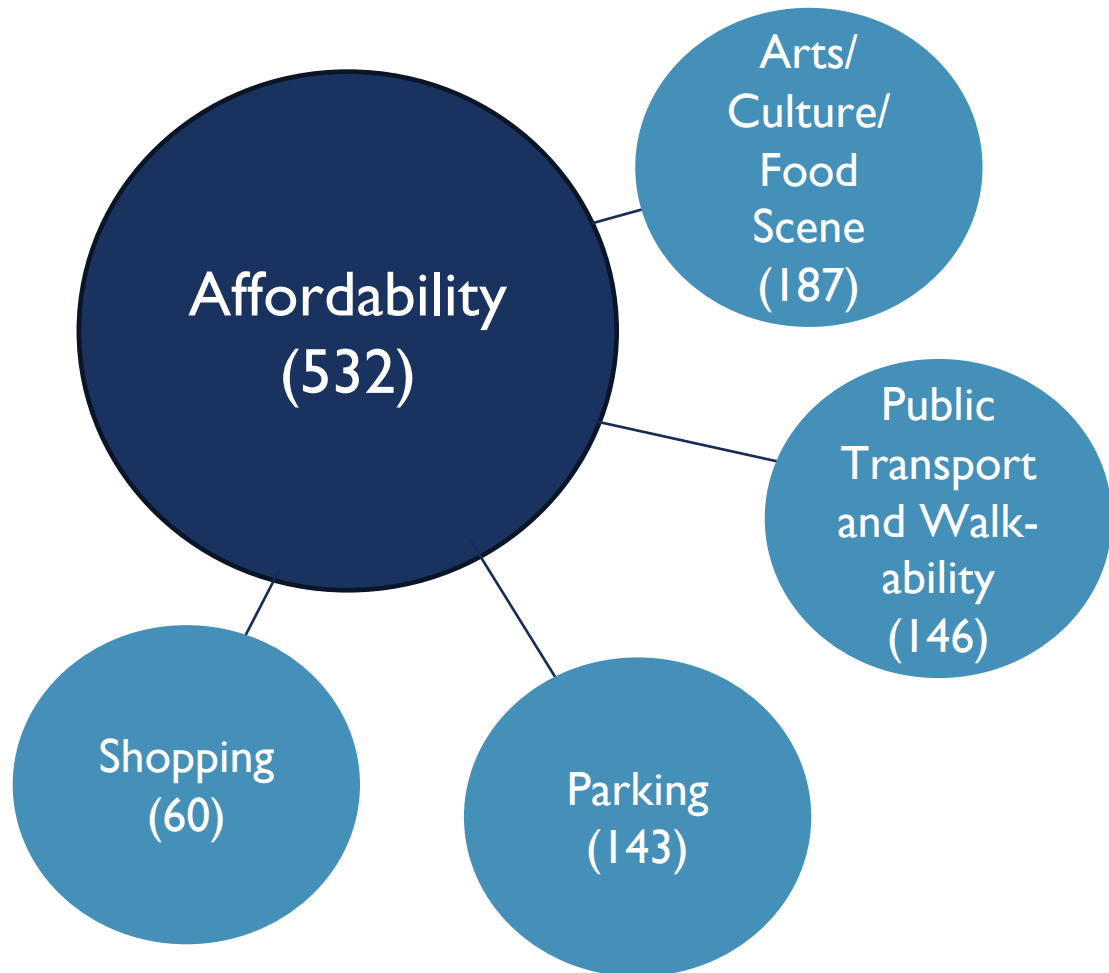 Affordability
(532)
Arts/
Culture/
Food
Scene
(187)
Public
Transport
and Walk-
ability
(146)
Parking
(143)
Shopping
(60)